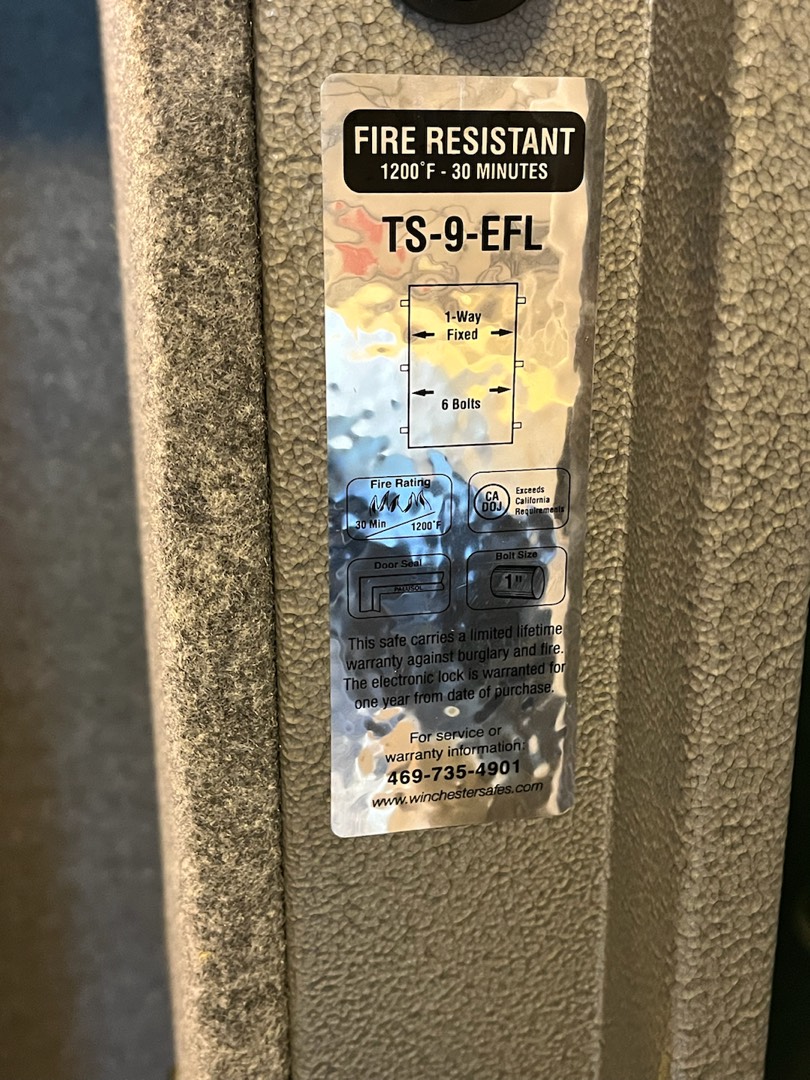 FIRE RESISTANT
1200°F - 30 MINUTES
TS-9-EFL
1-Way
Fixed
6 Bolts
Fire Rating
30 Min 1200°F
CA
DOJ
Exceeds
California
Requirements
Door Seal
PALUSOL
Bolt Size
1"
This safe carries a limited lifetime
warranty against burglary and fire.
The electronic lock is warranted for
one year from date of purchase.
For service or
warranty information:
469-735-4901
www.winchestersafes.com